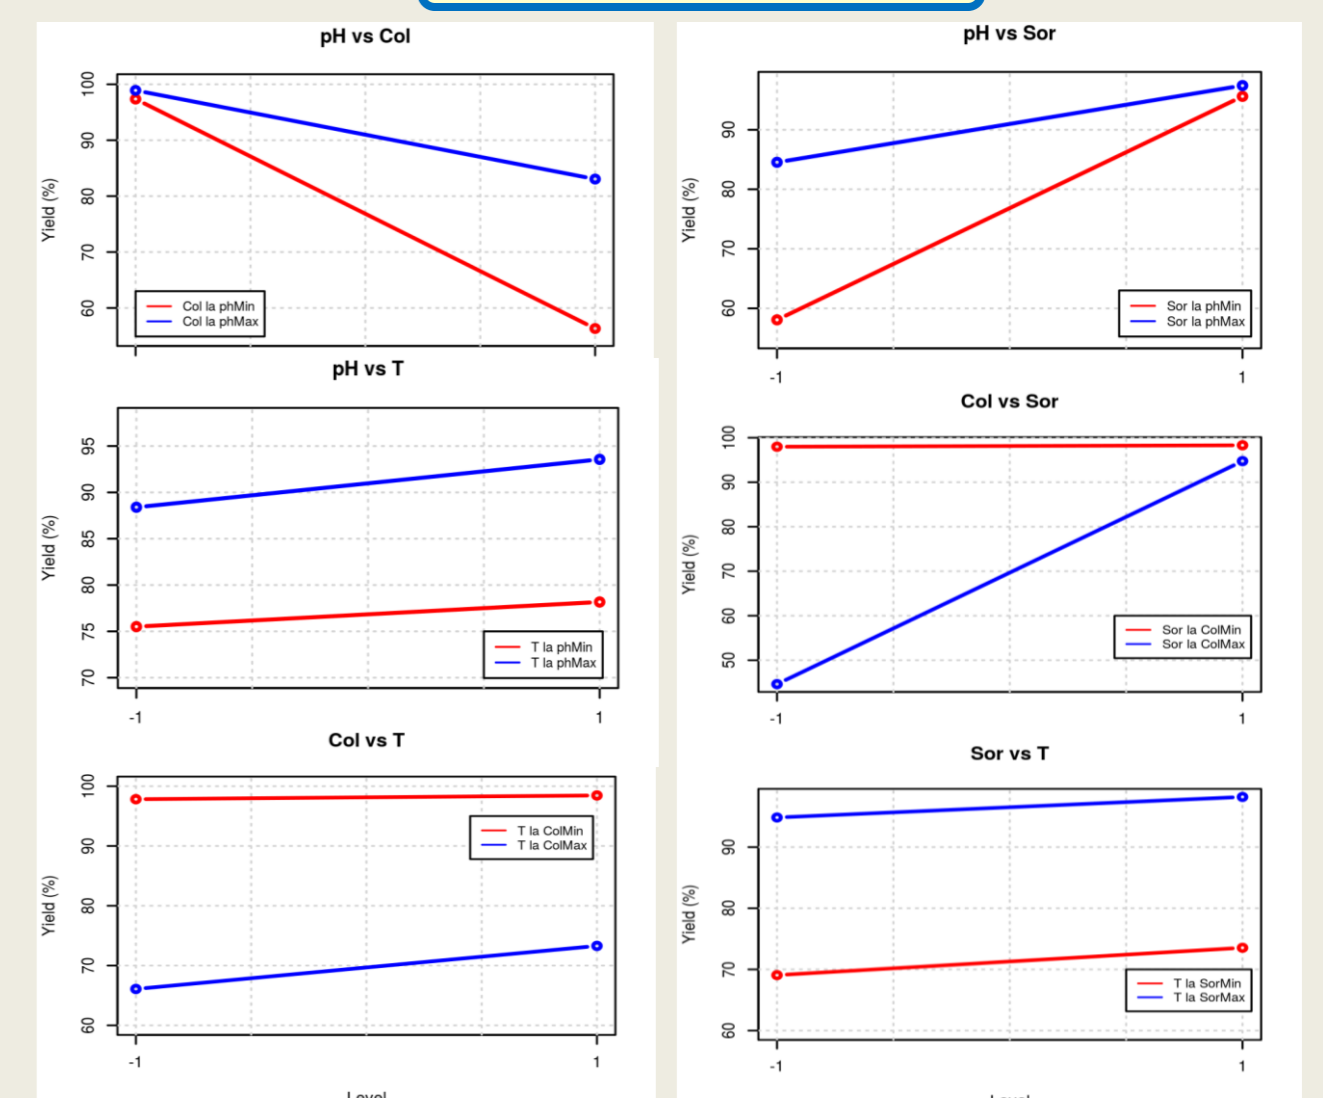 pH vs Col
100
90
80
70
60
Yield (%)
Col la phMin
Col la phMax
pH vs Sor
90
80
70
60
Yield (%)
Sor la phMin
Sor la phMax
-1
1
pH vs T
95
90
85
80
75
70
Yield (%)
T la phMin
T la phMax
-1
1
Col vs Sor
100
90
80
70
60
50
Yield (%)
Sor la ColMin
Sor la ColMax
-1
1
Col vs T
100
90
80
70
60
Yield (%)
T la ColMin
T la ColMax
-1
1
Level
Sor vs T
90
80
70
60
Yield (%)
T la SorMin
T la SorMax
-1
1
Level